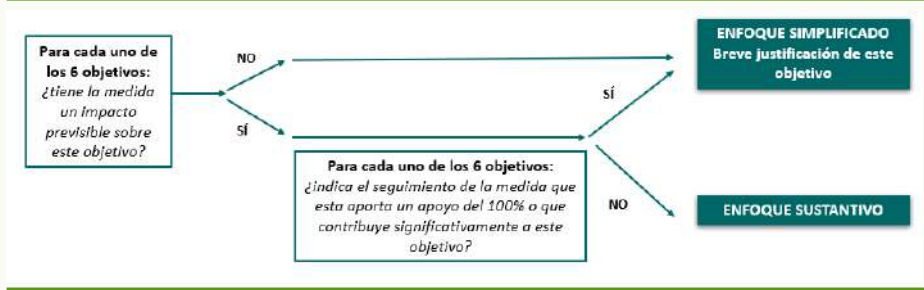 Para cada uno de
los 6 objetivos:
¿tiene la medida
un impacto
previsible sobre
este objetivo?
NO
SÍ
Para cada uno de los 6 objetivos:
¿indica el seguimiento de la medida que
esta aporta un apoyo del 100% o que
contribuye significativamente a este
objetivo?
SÍ
NO
ENFOQUE SIMPLIFICADO
Breve justificación de este
objetivo
ENFOQUE SUSTANTIVO